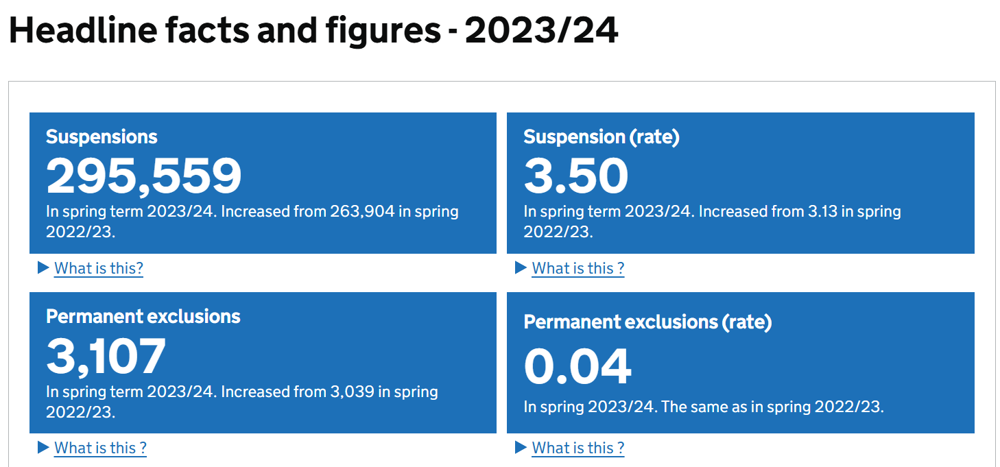 Headline facts and figures - 2023/24
Suspensions
295,559
In spring term 2023/24. Increased from 263,904 in spring
2022/23.
What is this?
Suspension (rate)
3.50
In spring term 2023/24. Increased from 3.13 in spring
2022/23.
What is this ?
Permanent exclusions
3,107
In spring term 2023/24. Increased from 3,039 in spring
2022/23.
What is this ?
Permanent exclusions (rate)
0.04
In spring 2023/24. The same as in spring 2022/23.
What is this ?